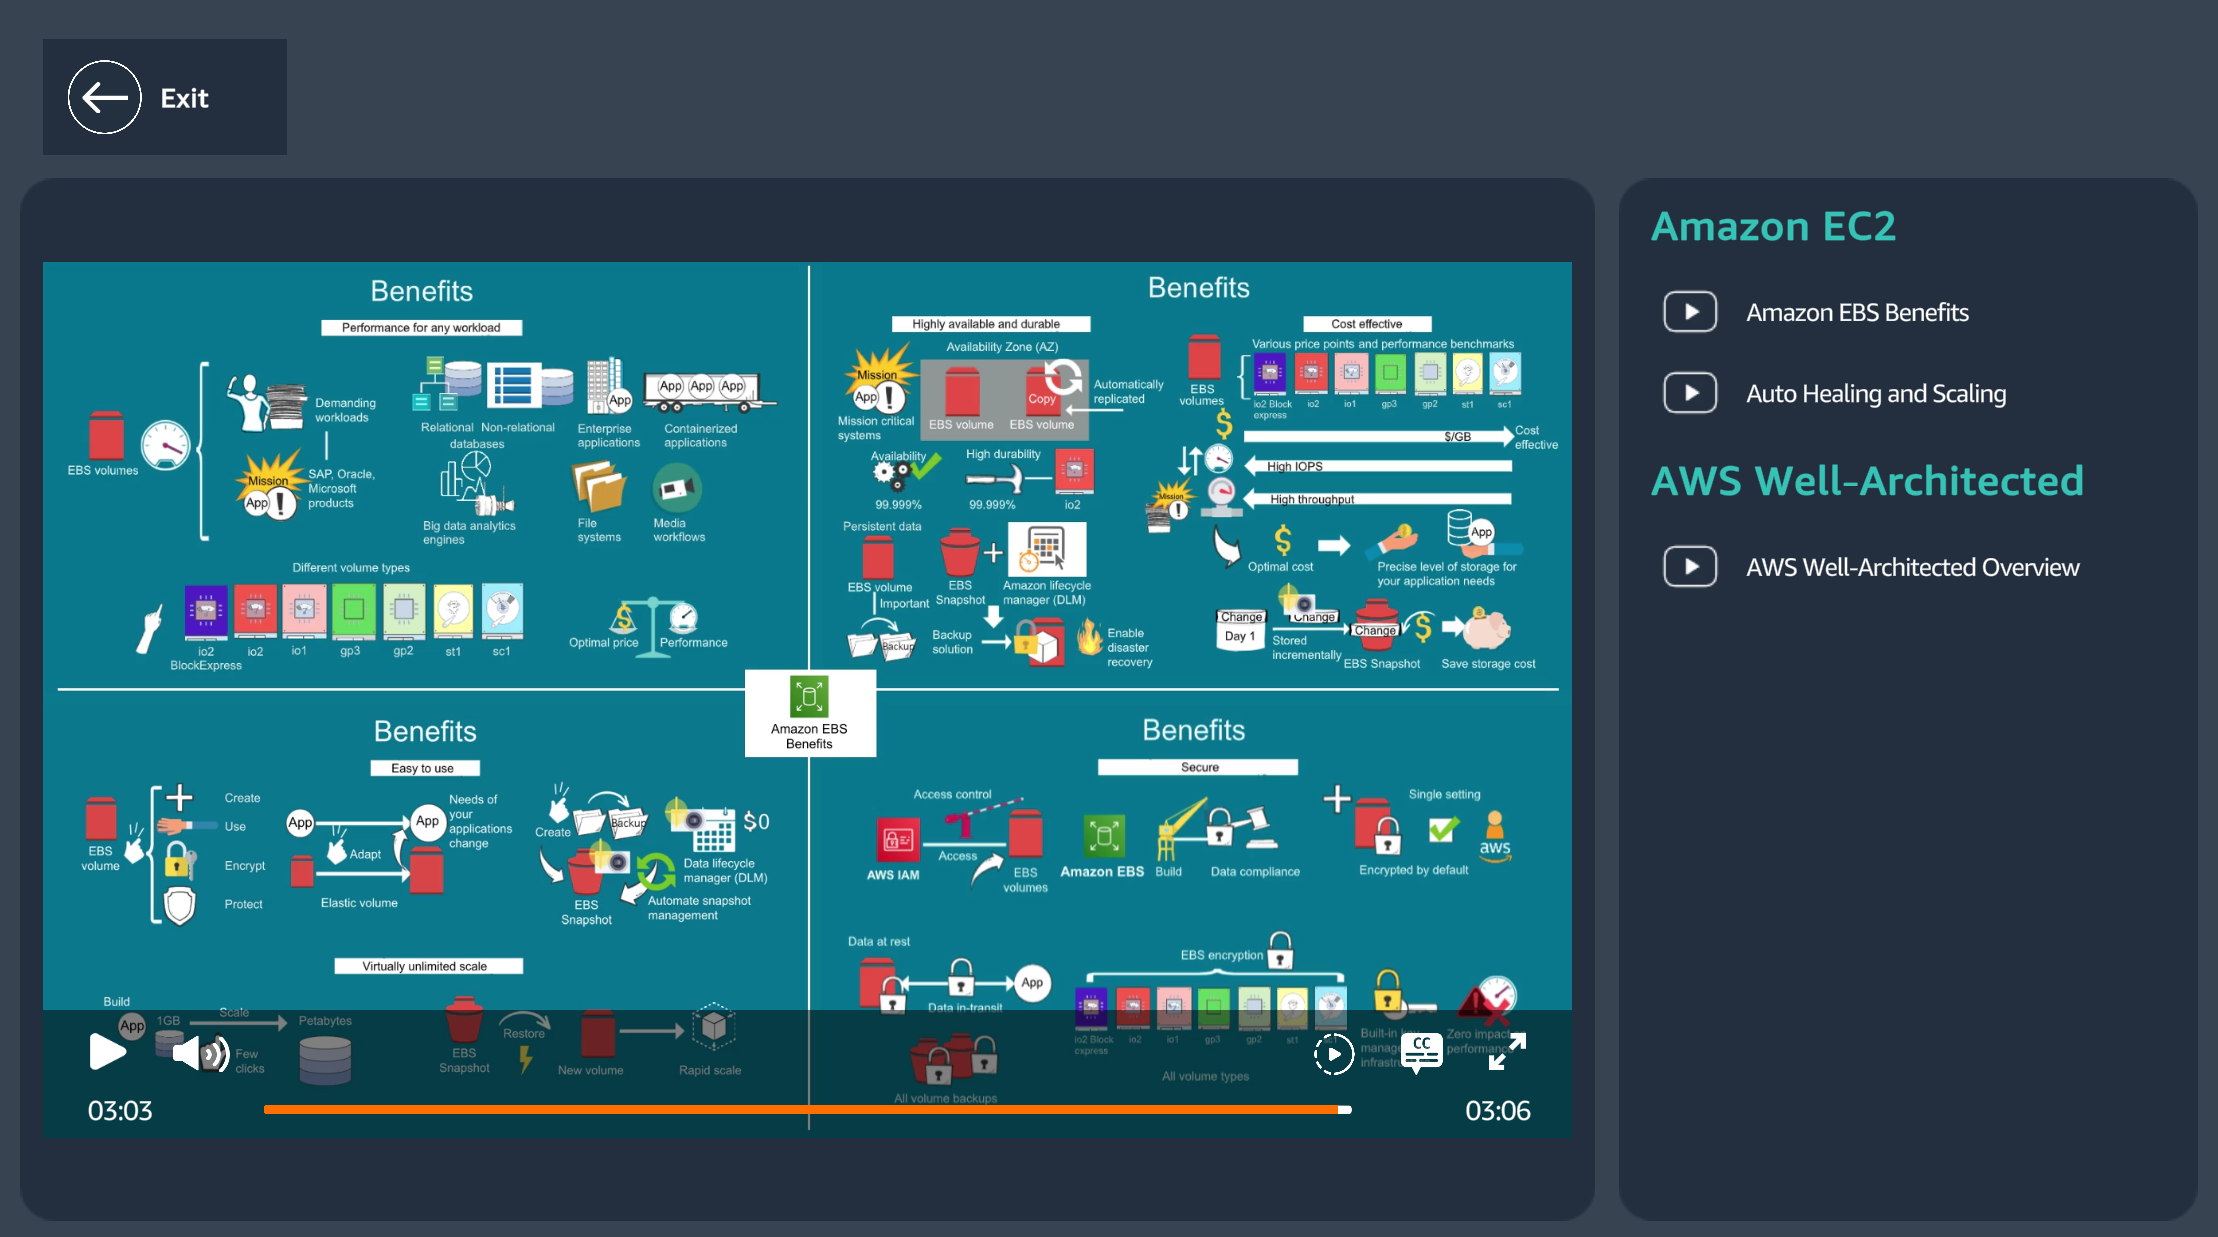 Exit
Benefits
Performance for any workload
EBS volumes
Demanding
workloads
Mission
App
SAP, Oracle,
Microsoft
products
Relational Non-relational
databases
App
Enterprise
applications
App App App
Containerized
applications
Big data analytics
engines
File
systems
Media
workflows
Different volume types
io2
BlockExpress
io2
io1
gp3
gp2
st1
sc1
Optimal price
Performance
Benefits
Highly available and durable
Availability Zone (AZ)
Mission
App
Mission critical
systems
EBS volume
Copy
EBS volume
Automatically
replicated
Availability
99.999%
High durability
99.999%
io2
Persistent data
EBS volume
Important
EBS
Snapshot
Amazon lifecycle
manager (DLM)
Backup
Backup
solution
Enable
disaster
recovery
Cost effective
Various price points and performance benchmarks
EBS
volumes
io2 Block
express
io2
io1
gp3
gp2
st1
sc1
$
$/GB
Cost
effective
High IOPS
Mission
High throughput
$
Optimal cost
App
Precise level of storage for
your application needs
Change
Day 1
Change
Stored
incrementally
Change
EBS Snapshot
$
Save storage cost
Amazon EBS
Benefits
Benefits
Easy to use
EBS
volume
Create
Use
Encrypt
Protect
App
App
Needs of
your
applications
change
Adapt
Elastic volume
Create
Backup
$0
Data lifecycle
manager (DLM)
EBS
Snapshot
Automate snapshot
management
Virtually unlimited scale
Build
App
1GB
Scale
Petabytes
Few
clicks
EBS
Snapshot
Restore
New volume
Rapid scale
Benefits
Secure
Access control
AWS IAM
Access
EBS
volumes
Amazon EBS
Build
Data compliance
Single setting
aws
Encrypted by default
Data at rest
App
Data in-transit
All volume backups
EBS encryption
io2 Block
express
io2
io1
gp3
gp2
st1
All volume types
Built-in
Zero impact
performance
CC
03:03
03:06
Amazon EC2
Amazon EBS Benefits
Auto Healing and Scaling
AWS Well-Architected
AWS Well-Architected Overview